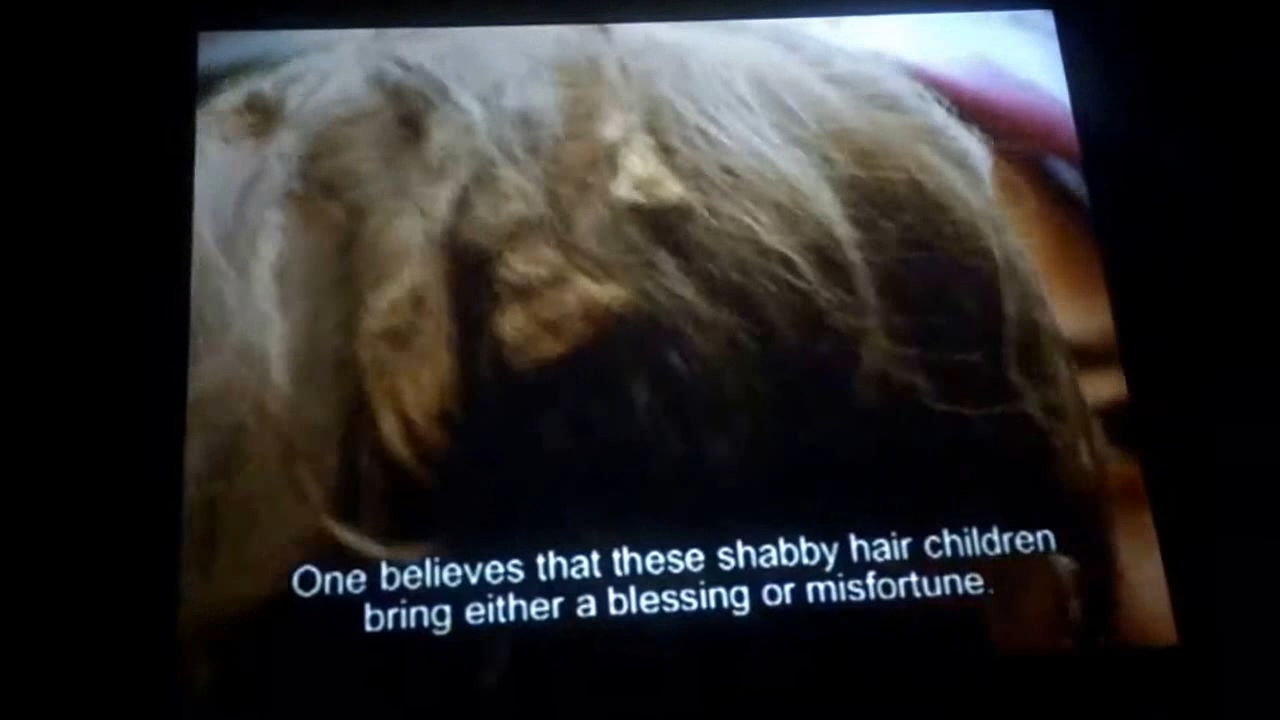 One believes that these shabby hair children
bring either a blessing or misfortune.